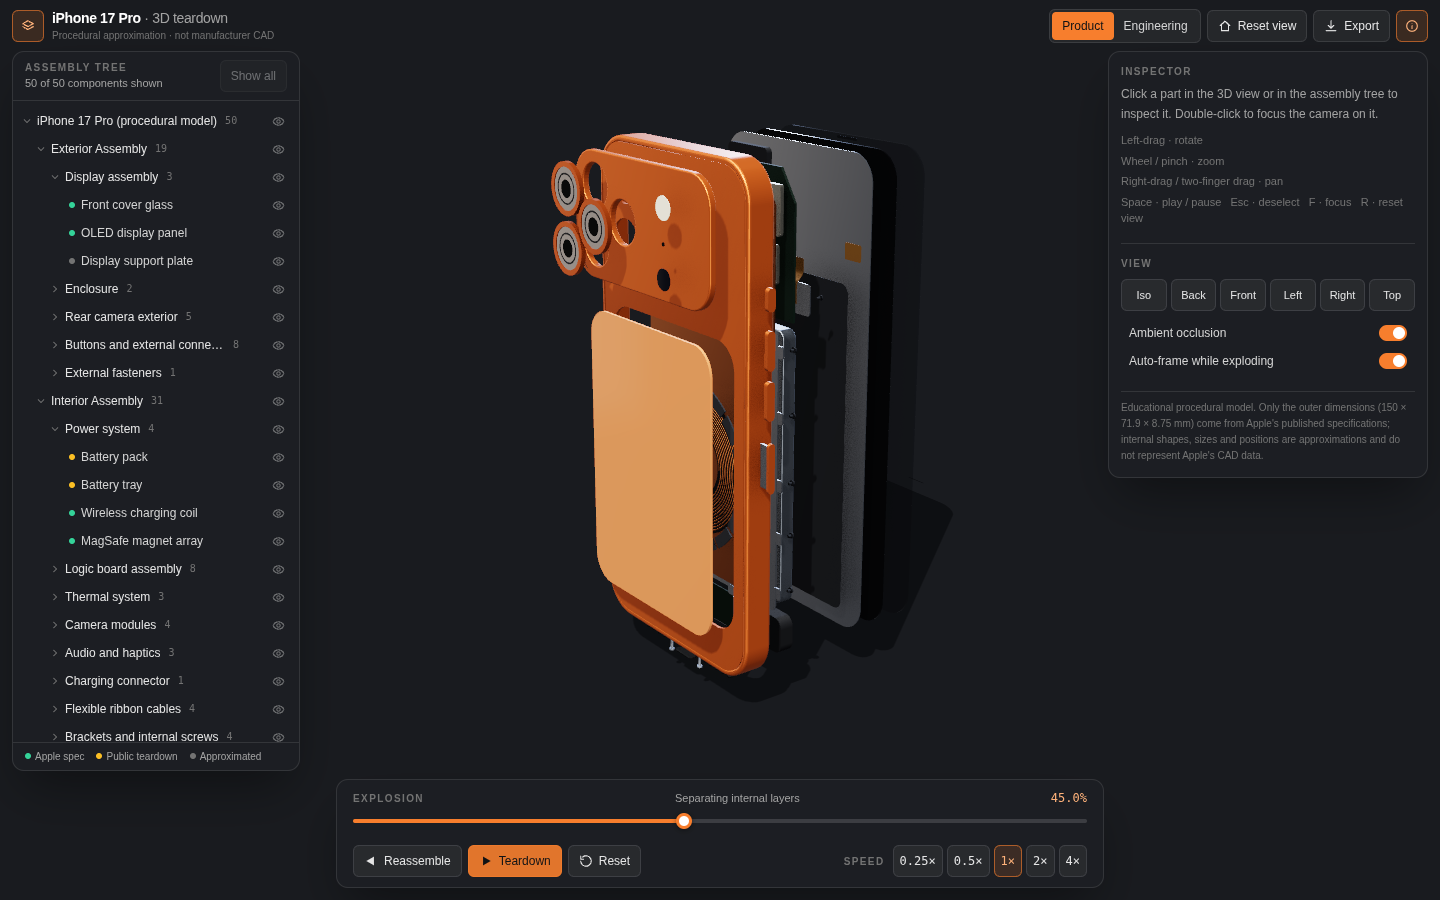 iPhone 17 Pro · 3D teardown
Procedural approximation · not manufacturer CAD
Product
Engineering
Reset view
Export
ASSEMBLY TREE
50 of 50 components shown
Show all
iPhone 17 Pro (procedural model) 50
Exterior Assembly 19
Display assembly 3
Front cover glass
OLED display panel
Display support plate
Enclosure 2
Rear camera exterior 5
Buttons and external conne... 8
External fasteners 1
Interior Assembly 31
Power system 4
Battery pack
Battery tray
Wireless charging coil
MagSafe magnet array
Logic board assembly 8
Thermal system 3
Camera modules 4
Audio and haptics 3
Charging connector 1
Flexible ribbon cables 4
Brackets and internal screws 4
Apple spec
Public teardown
Approximated
INSPECTOR
Click a part in the 3D view or in the assembly tree to
inspect it. Double-click to focus the camera on it.
Left-drag · rotate
Wheel / pinch · zoom
Right-drag / two-finger drag · pan
Space · play / pause Esc · deselect F · focus R · reset
view
VIEW
Iso
Back
Front
Left
Right
Top
Ambient occlusion
Auto-frame while exploding
Educational procedural model. Only the outer dimensions (150 ×
71.9 × 8.75 mm) come from Apple's published specifications;
internal shapes, sizes and positions are approximations and do
not represent Apple's CAD data.
EXPLOSION
Separating internal layers
45.0%
Reassemble
Teardown
Reset
SPEED
0.25×
0.5×
1×
2×
4×